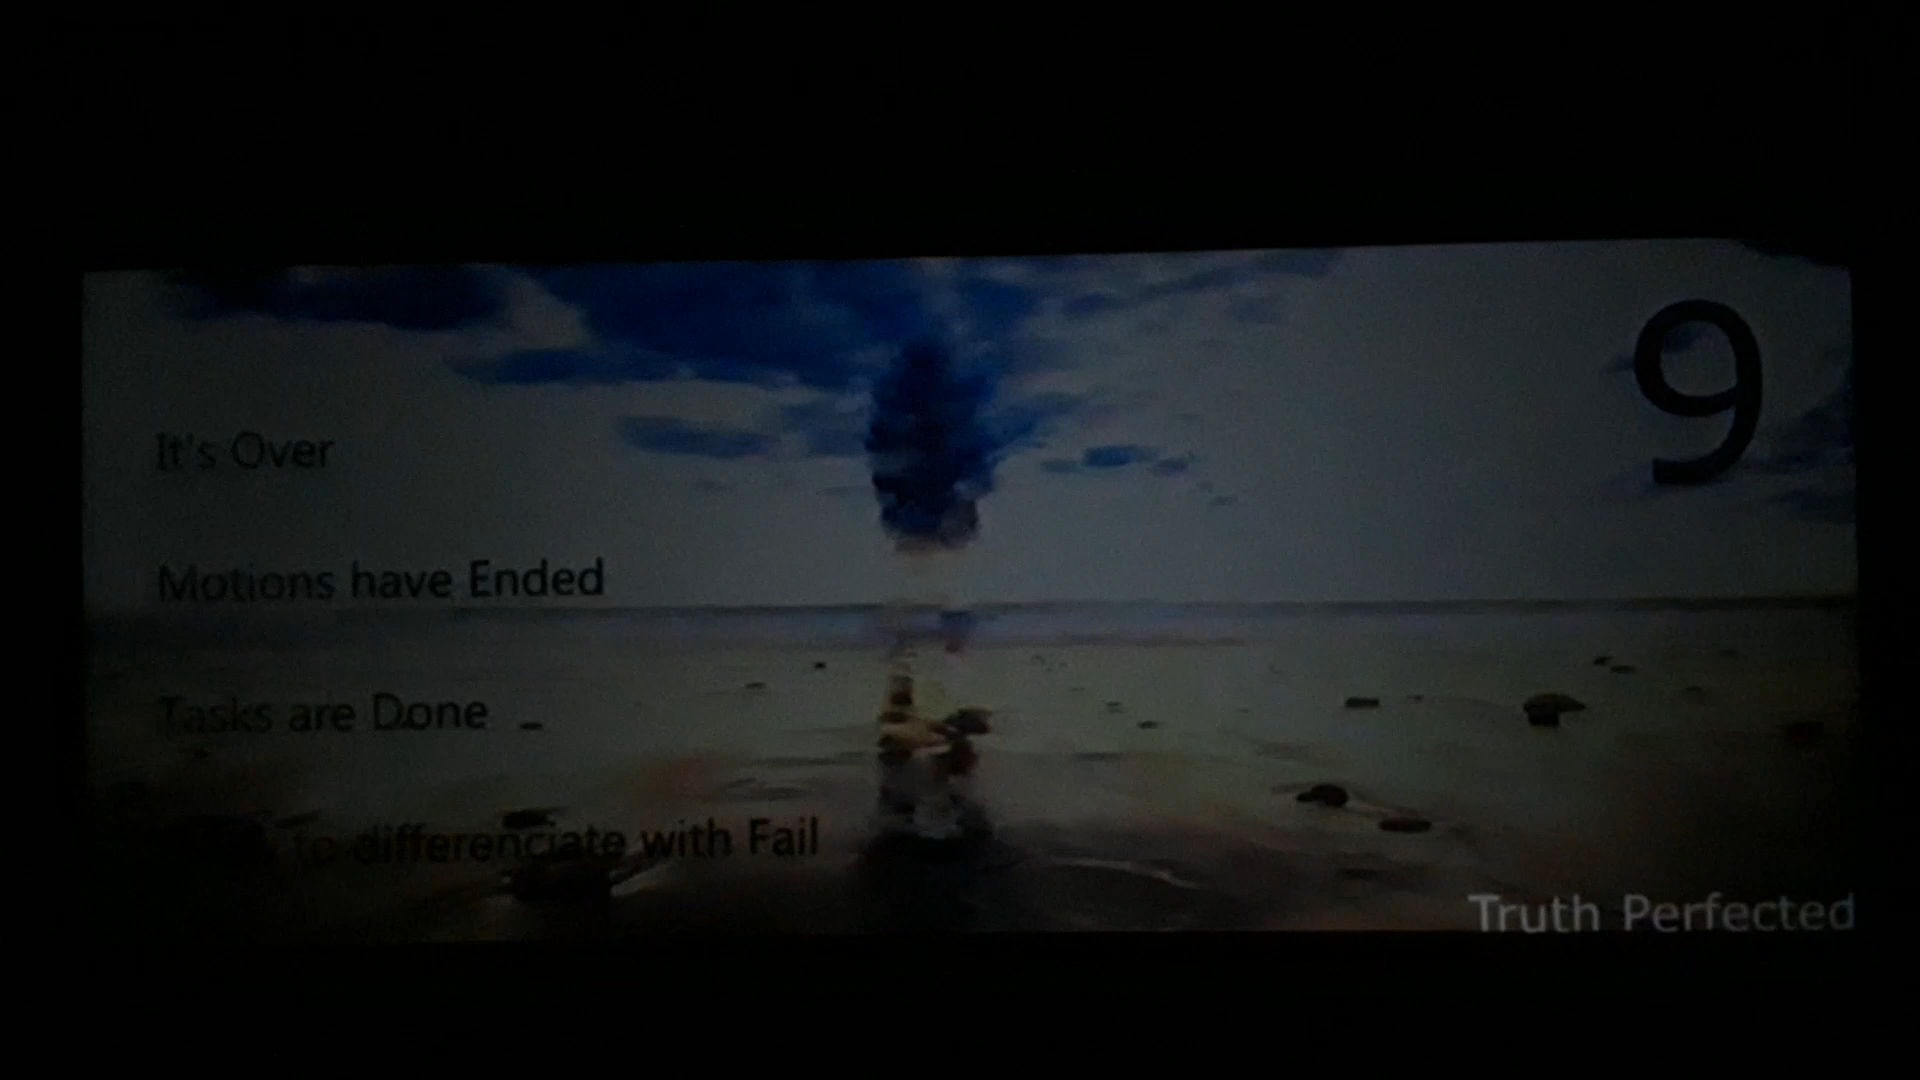 9
It's Over
Motions have Ended
Tasks are Done
to differenciate with Fail
Truth Perfected